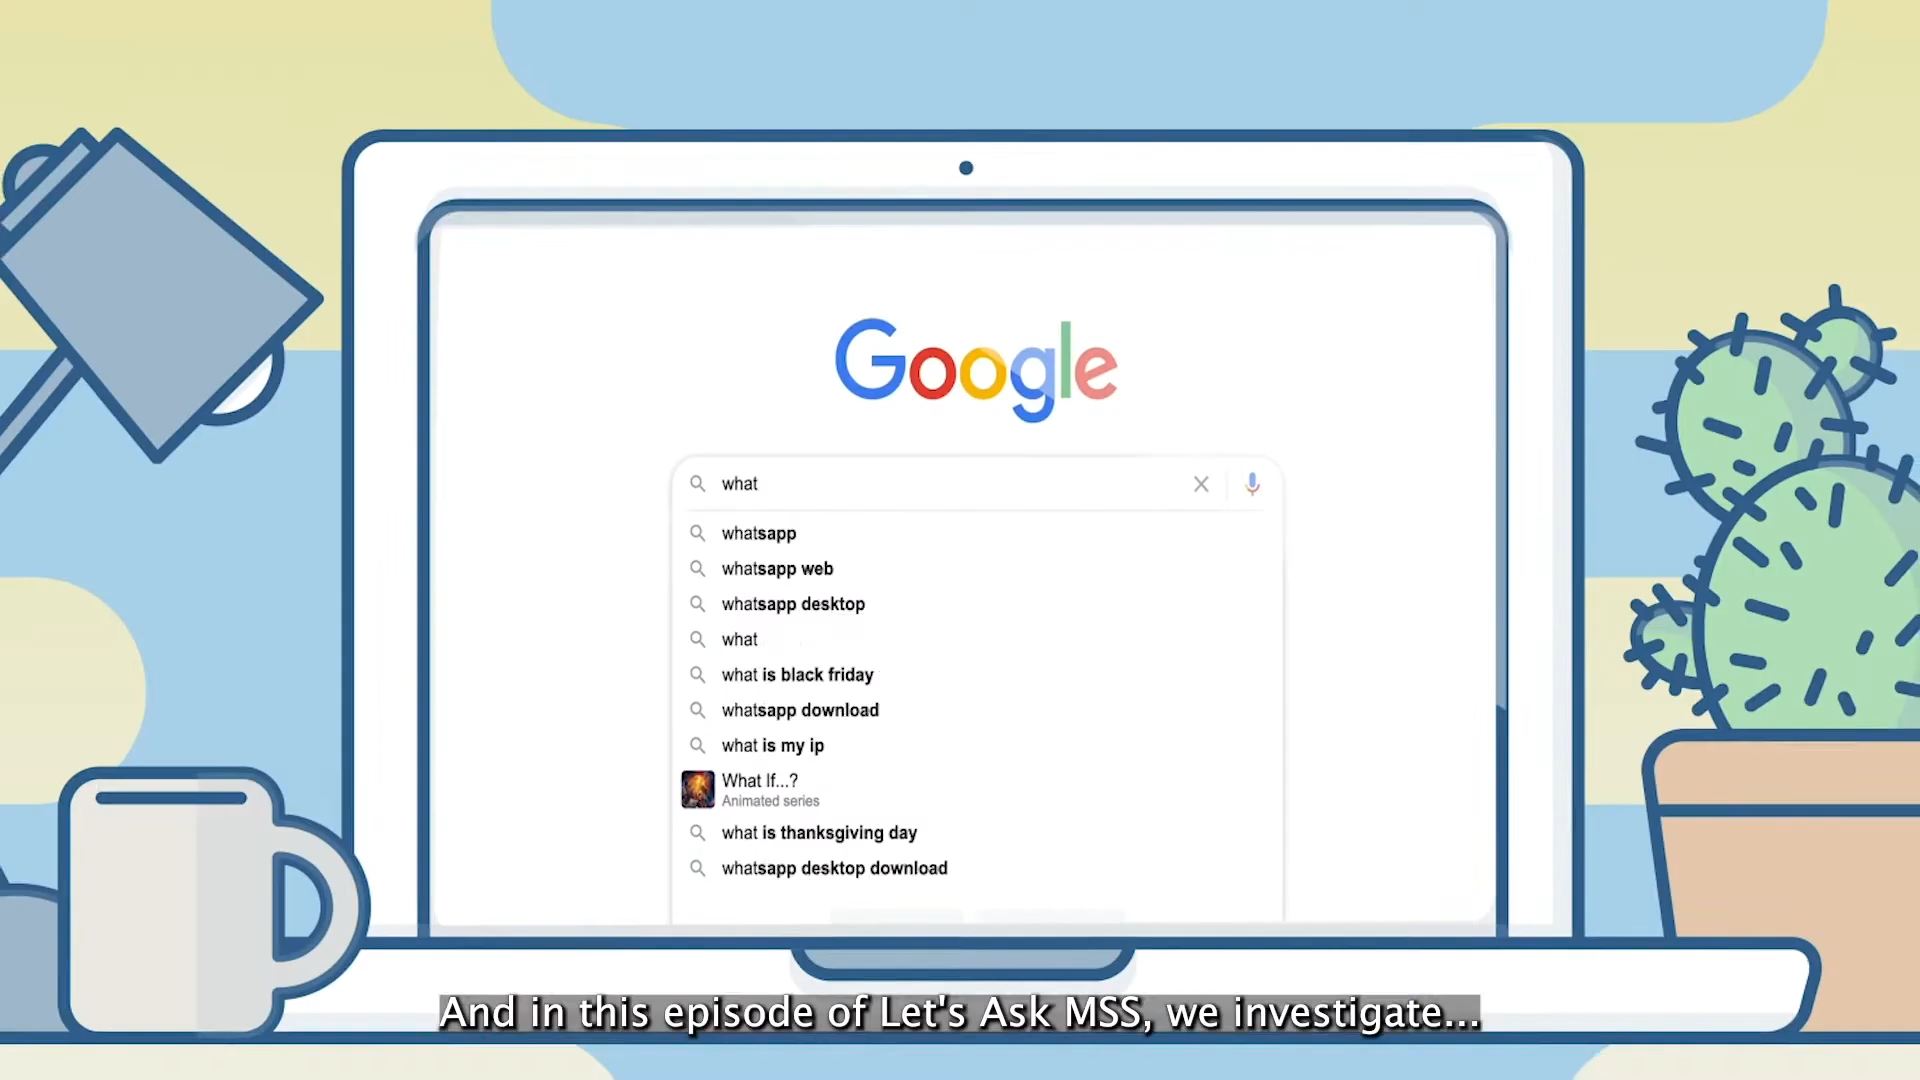 Google
what
whatsapp
whatsapp web
whatsapp desktop
what
what is black friday
whatsapp download
what is my ip
What If...?
Animated series
what is thanksgiving day
whatsapp desktop download
And in this episode of Let's Ask MSS, we investigate...